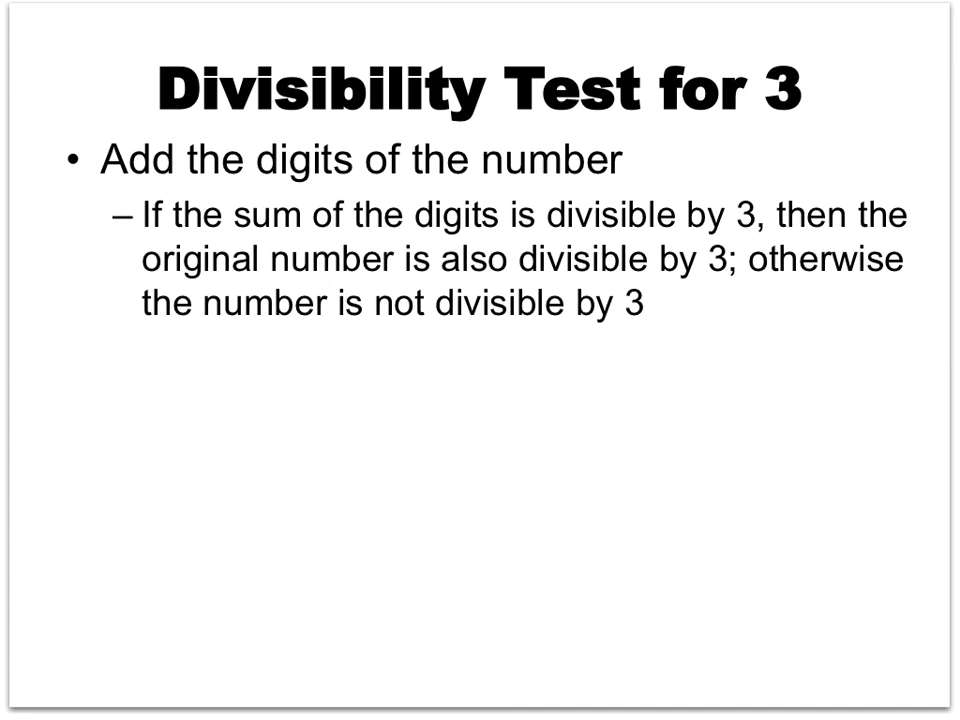 Divisibility Test for 3
• Add the digits of the number
– If the sum of the digits is divisible by 3, then the
original number is also divisible by 3; otherwise
the number is not divisible by 3